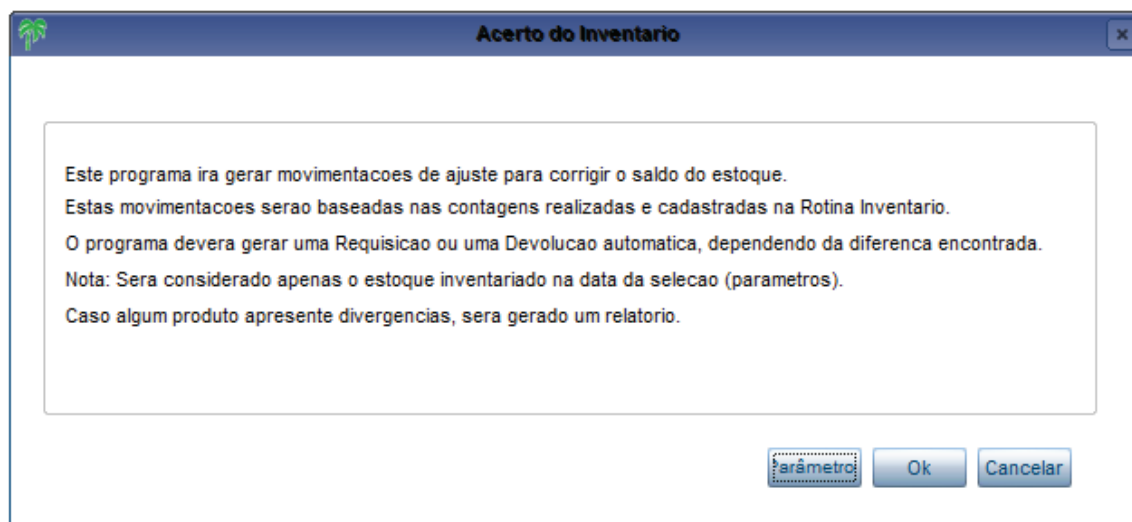 Acerto do Inventario
Este programa ira gerar movimentacoes de ajuste para corrigir o saldo do estoque.
Estas movimentacoes serao baseadas nas contagens realizadas e cadastradas na Rotina Inventario.
O programa devera gerar uma Requisicao ou uma Devolucao automatica, dependendo da diferenca encontrada.
Nota: Sera considerado apenas o estoque inventariado na data da selecao (parametros).
Caso algum produto apresente divergencias, sera gerado um relatorio.
Parâmetro Ok Cancelar